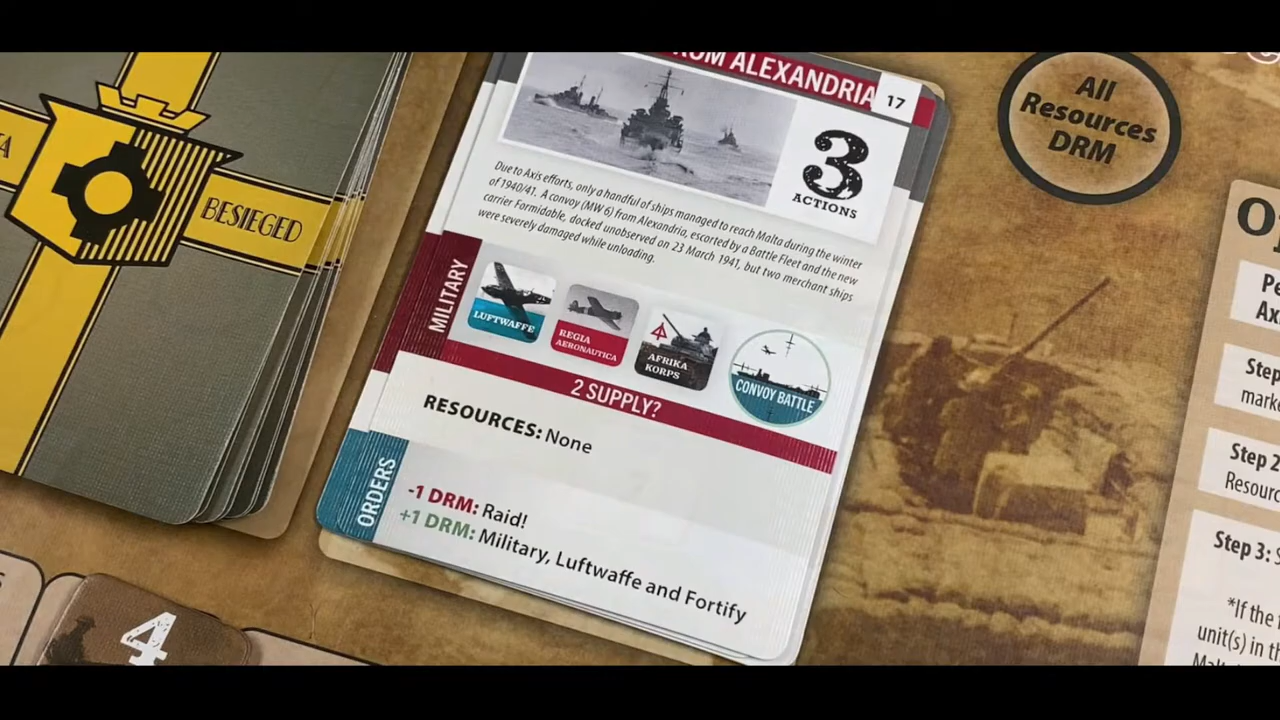 BESIEGED
ALEXANDRIA
17
3
ACTIONS
Due to Axis efforts, only a handful of ships managed to reach Malta during the winter
of 1940/41. A convoy (MW 6) from Alexandria, escorted by a Battle Fleet and the new
carrier Formidable, docked unobserved on 23 March 1941, but two merchant ships
were severely damaged while unloading.
MILITARY
LUFTWAFFE
REGIA
AERONAUTICA
AFRIKA
KORPS
CONVOY BATTLE
2 SUPPLY?
RESOURCES: None
ORDERS
-1 DRM: Raid!
+1 DRM: Military, Luftwaffe and Fortify
All
Resources
DRM
4
Step
Step 2
Step 3:
*If the
unit(s) in